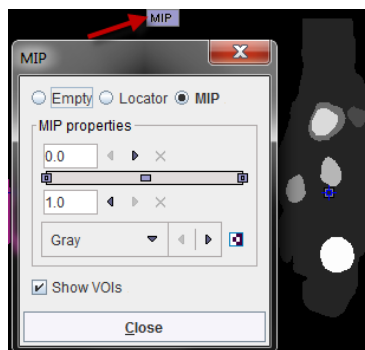 MIP
MIP
Empty Locator MIP
MIP properties
0.0
1.0
Gray
Show VOIs
Close